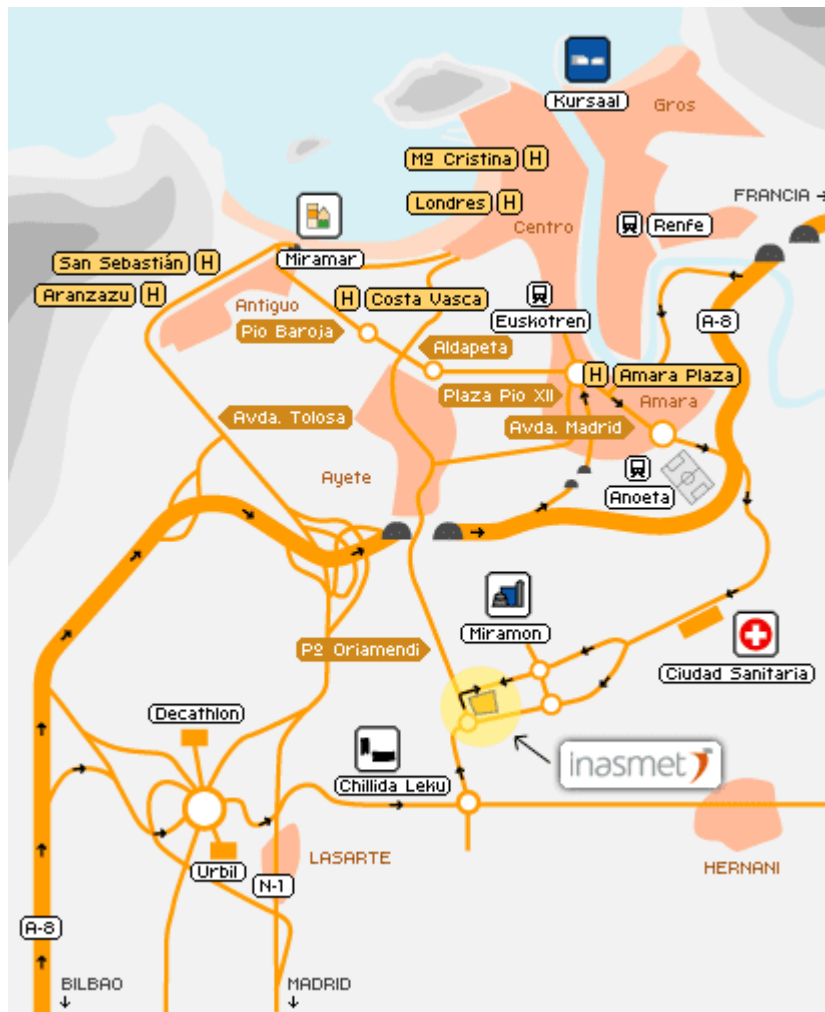 Kursaal
Gros
Mª Cristina H
FRANCIA →
Londres H
Centro
Renfe
San Sebastián H
Miramar
Aranzazu H
H Costa Vasca
Antiguo
Euskotren
A-8
Pio Baroja
Aldapeta
H Amara Plaza
Plaza Pio XII
Amara
Avda. Tolosa
Avda. Madrid
Ayete
Anoeta
Miramon
Pº Oriamendi
Ciudad Sanitaria
Decathlon
inasmet
Chillida Leku
LASARTE
HERNANI
Urbil
N-1
A-8
BILBAO
↓
MADRID
↓